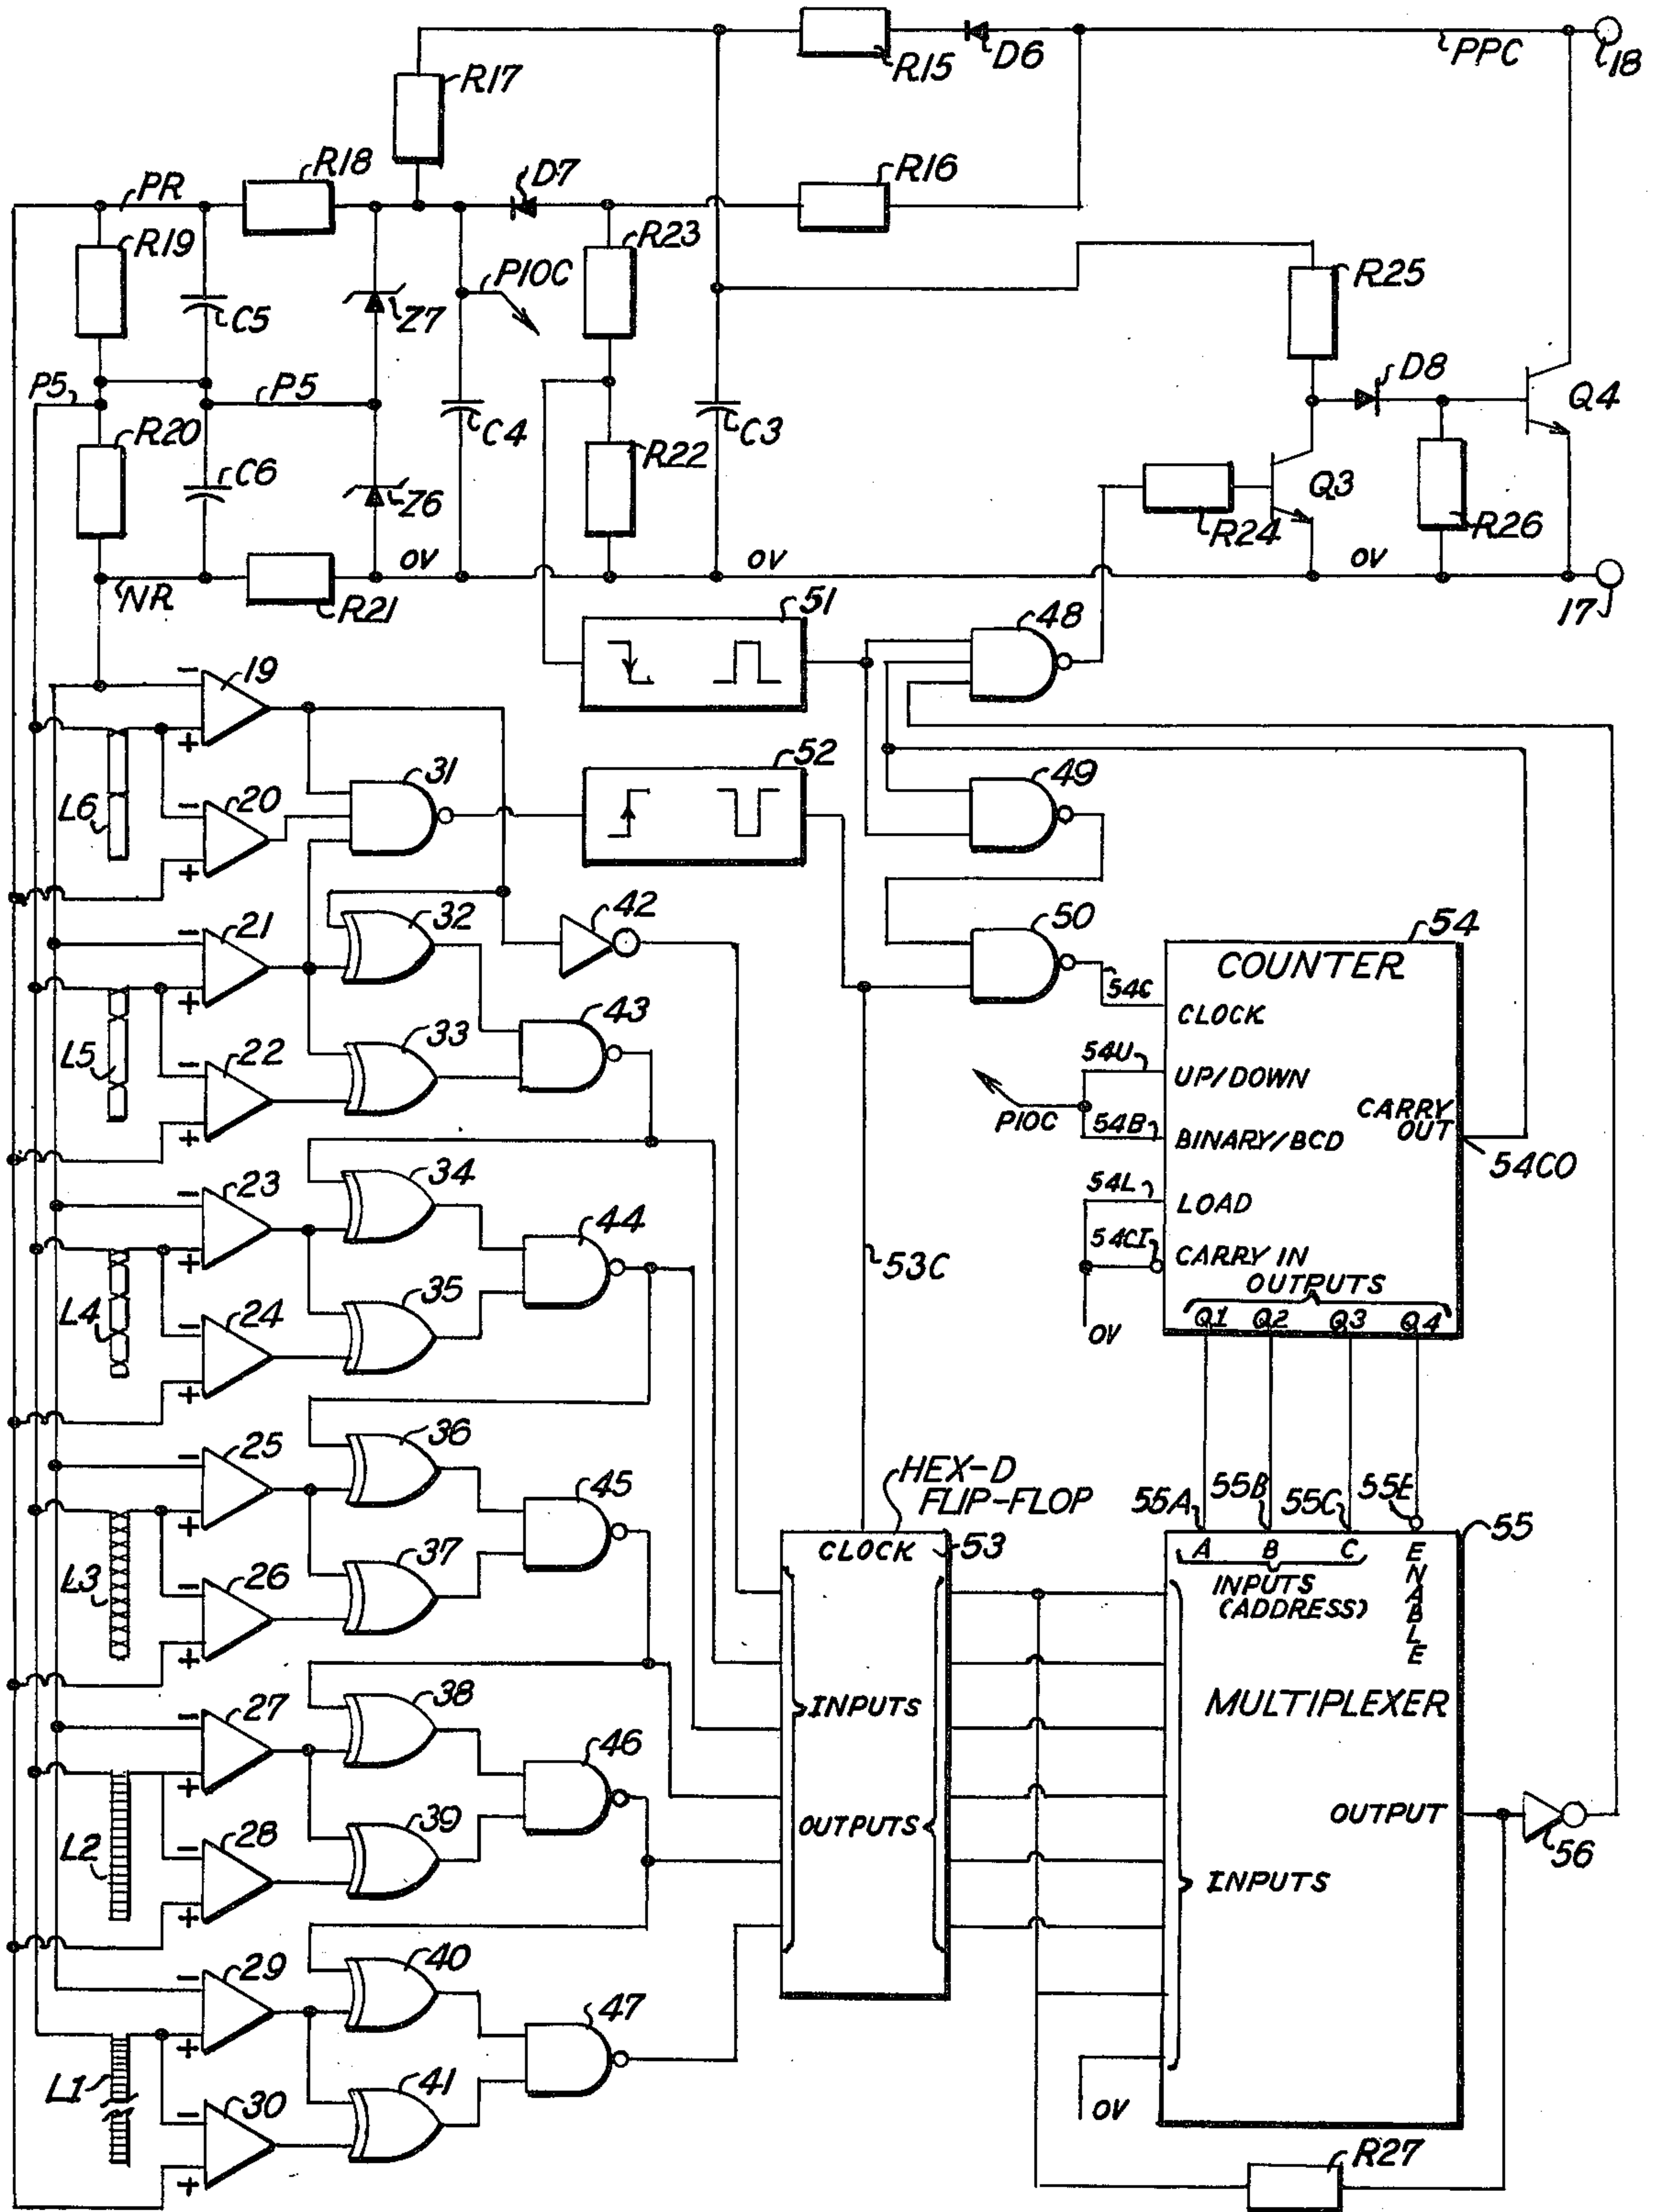 R15
D6
PPC
18
R17
R18
D7
R16
PR
R19
C5
Z7
P10C
R23
R25
P5
P5
R20
C6
Z6
C4
R22
C3
D8
Q4
R24
Q3
R26
NR
R21
0V
0V
0V
17
51
48
19
L6
20
31
52
49
21
32
42
50
54
COUNTER
54C
CLOCK
L5
22
33
43
54U
UP/DOWN
P10C
54B
BINARY/BCD
CARRY
OUT
54CO
23
34
44
54L
LOAD
54CI
CARRY IN
OUTPUTS
0V
Q1 Q2 Q3 Q4
L4
24
35
53C
25
36
45
HEX-D
FLIP-FLOP
55A
55B
55C
55E
55
L3
26
37
CLOCK
53
A B C
ENABLE
INPUTS
(ADDRESS)
27
38
46
INPUTS
MULTIPLEXER
L2
28
39
OUTPUTS
OUTPUT
56
INPUTS
29
40
47
L1
30
41
0V
R27
- + - +
- + - +
- + - +
- + - +
- + - +
- + - +